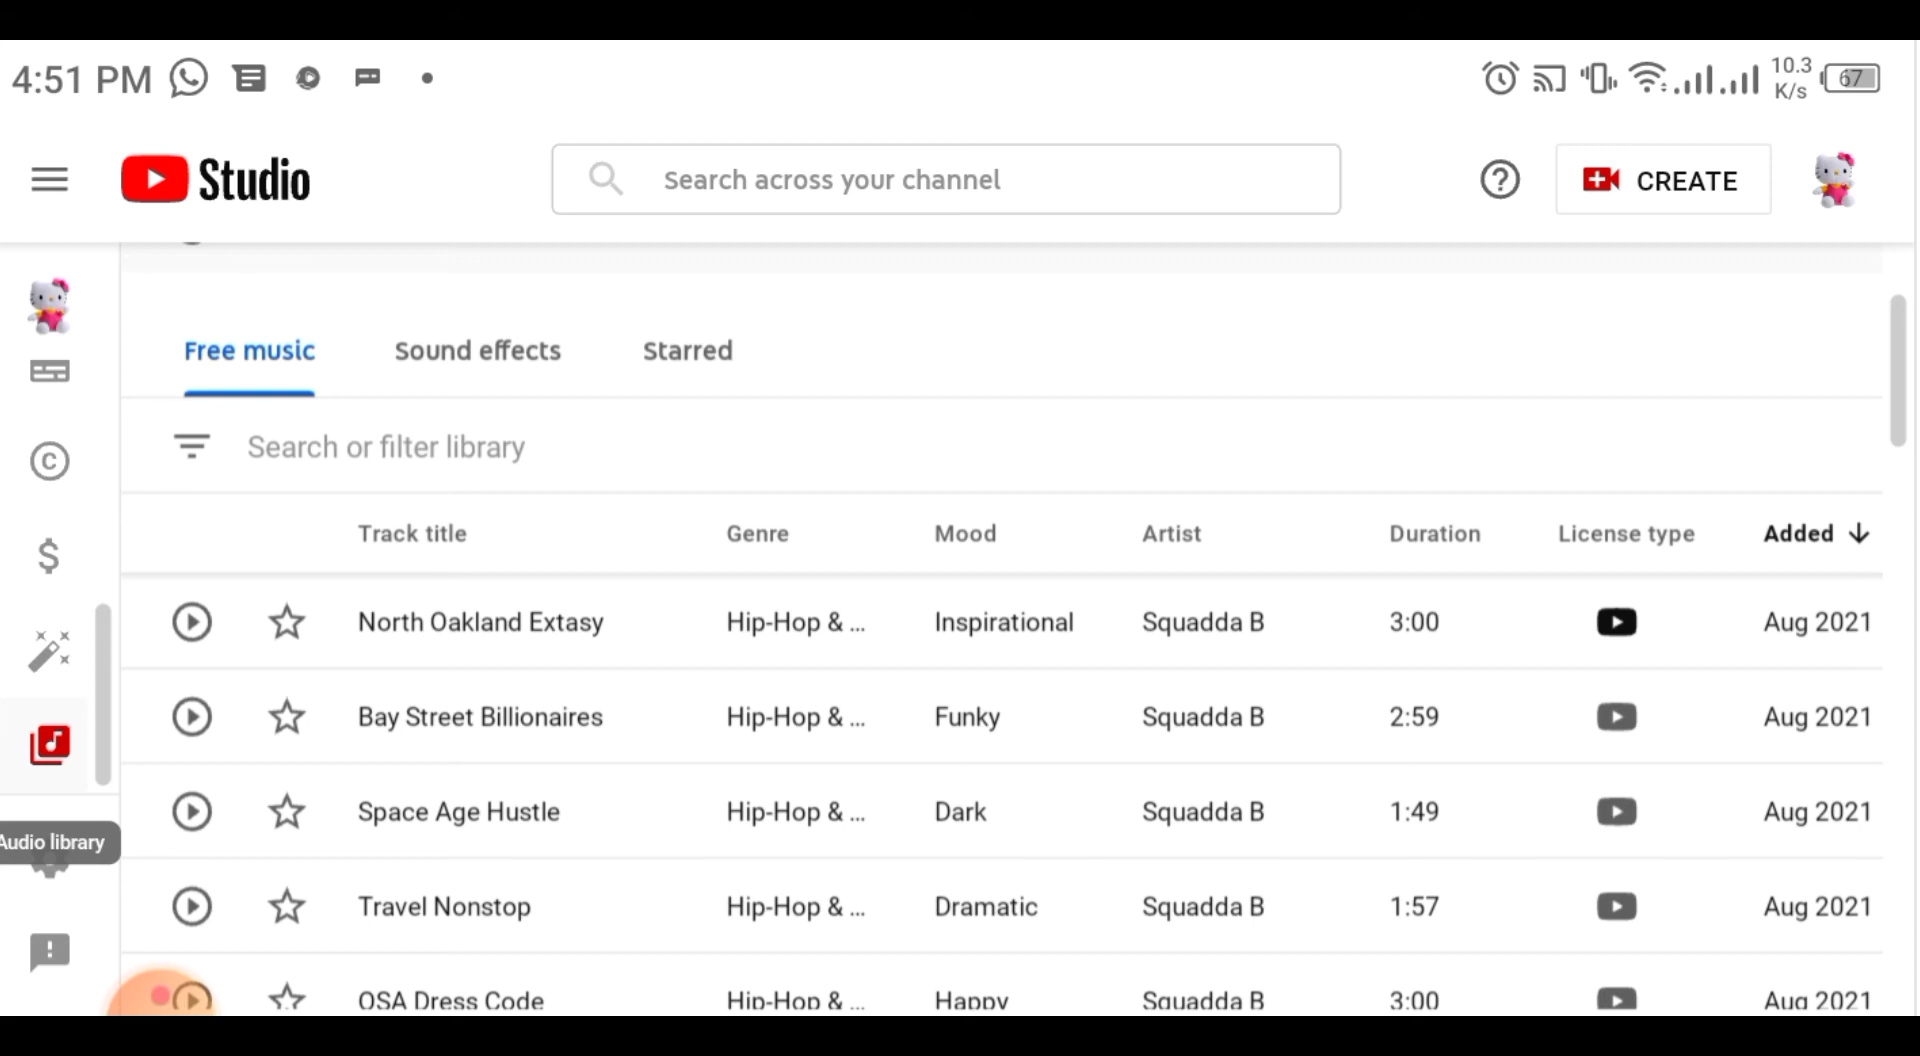 4:51 PM
10.3
K/s
67
Studio
Search across your channel
CREATE
Free music Sound effects Starred
Search or filter library
Track title Genre Mood Artist Duration License type Added
North Oakland Extasy Hip-Hop & ... Inspirational Squadda B 3:00 Aug 2021
Bay Street Billionaires Hip-Hop & ... Funky Squadda B 2:59 Aug 2021
Space Age Hustle Hip-Hop & ... Dark Squadda B 1:49 Aug 2021
Audio library
Travel Nonstop Hip-Hop & ... Dramatic Squadda B 1:57 Aug 2021
OSA Dress Code Hip-Hop & ... Happy Squadda B 3:00 Aug 2021